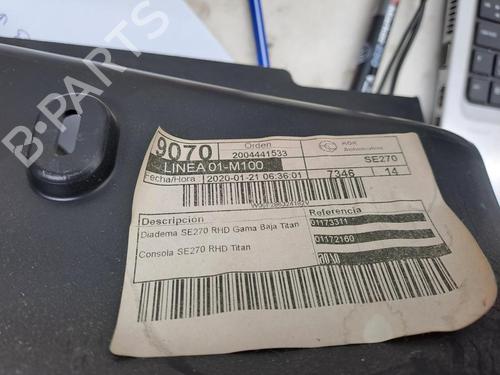 B-PARTS
9070
Orden
2004441533
LINEA 01-M100
SE270
Fecha/Hora
2020-01-21 06:36:01
7346
14
Descripcion
Referencia
Diadema SE270 RHD Gama Baja Titan
01173311
01172160
Consola SE270 RHD Titan